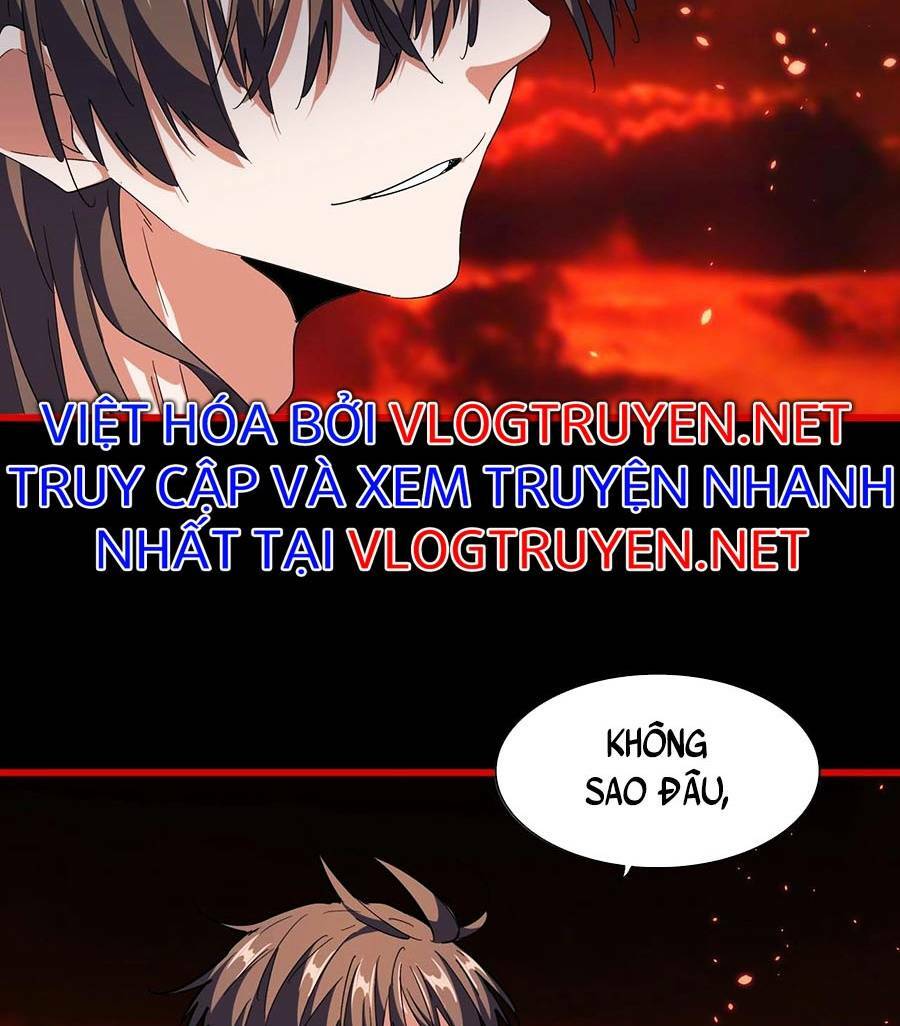 VIỆT HÓA BỞI VLOGTRUYEN.NET
TRUY CẬP VÀ XEM TRUYỆN NHANH
NHẤT TẠI VLOGTRUYEN.NET
KHÔNG
SAO ĐÂU,